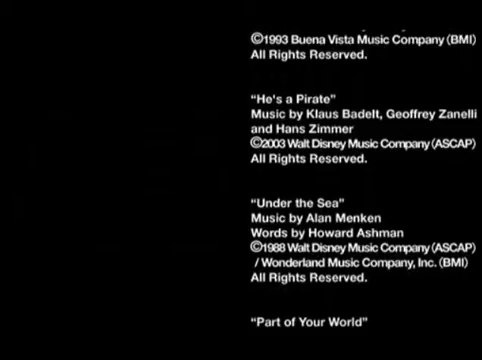 ©1993 Buena Vista Music Company (BMI)
All Rights Reserved.
“He's a Pirate”
Music by Klaus Badelt, Geoffrey Zanelli
and Hans Zimmer
©2003 Walt Disney Music Company (ASCAP)
All Rights Reserved.
“Under the Sea”
Music by Alan Menken
Words by Howard Ashman
©1988 Walt Disney Music Company (ASCAP)
/ Wonderland Music Company, Inc. (BMI)
All Rights Reserved.
“Part of Your World”